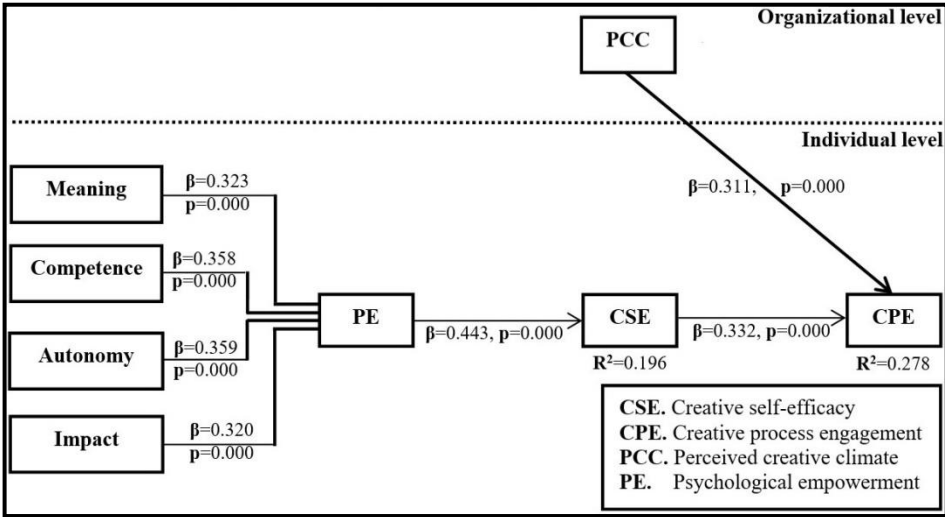 Organizational level
PCC
Individual level
Meaning
β=0.323
p=0.000
β=0.311, p=0.000
Competence
β=0.358
p=0.000
PE
β=0.443, p=0.000
CSE
R²=0.196
β=0.332, p=0.000
CPE
R²=0.278
Autonomy
β=0.359
p=0.000
Impact
β=0.320
p=0.000
CSE. Creative self-efficacy
CPE. Creative process engagement
PCC. Perceived creative climate
PE. Psychological empowerment